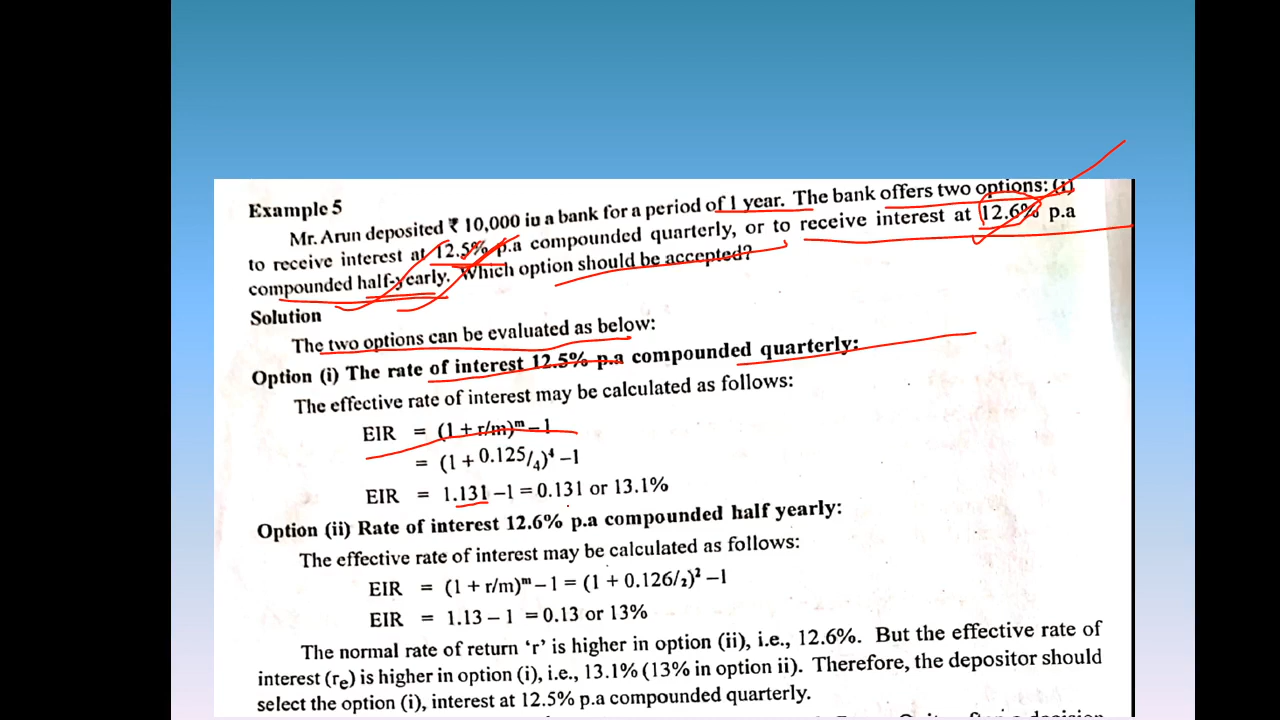 Example 5
Mr. Arun deposited ₹ 10,000 in a bank for a period of 1 year. The bank offers two options: (i)
to receive interest at 12.5% p.a compounded quarterly, or to receive interest at 12.6% p.a
compounded half-yearly. Which option should be accepted?
Solution
The two options can be evaluated as below:
Option (i) The rate of interest 12.5% p.a compounded quarterly:
The effective rate of interest may be calculated as follows:
EIR = (1 + r/m)ᵐ – 1
= (1 + 0.125/₄)⁴ –1
EIR = 1.131 –1 = 0.131 or 13.1%
Option (ii) Rate of interest 12.6% p.a compounded half yearly:
The effective rate of interest may be calculated as follows:
EIR = (1 + r/m)ᵐ – 1 = (1 + 0.126/₂)² –1
EIR = 1.13 – 1 = 0.13 or 13%
The normal rate of return ‘r’ is higher in option (ii), i.e., 12.6%. But the effective rate of
interest (rₑ) is higher in option (i), i.e., 13.1% (13% in option ii). Therefore, the depositor should
select the option (i), interest at 12.5% p.a compounded quarterly.